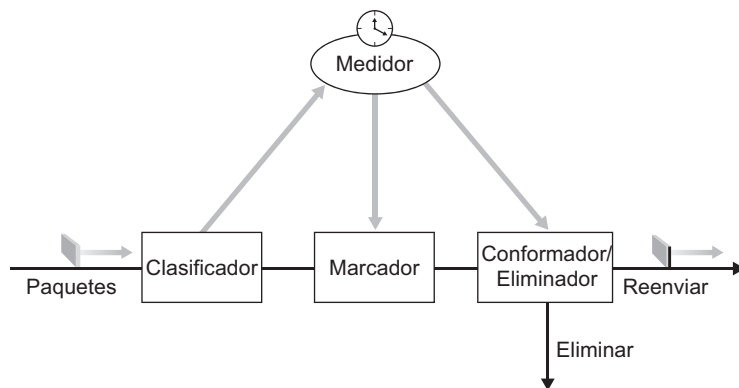 Medidor
Paquetes
Clasificador
Marcador
Conformador/
Eliminador
Reenviar
Eliminar